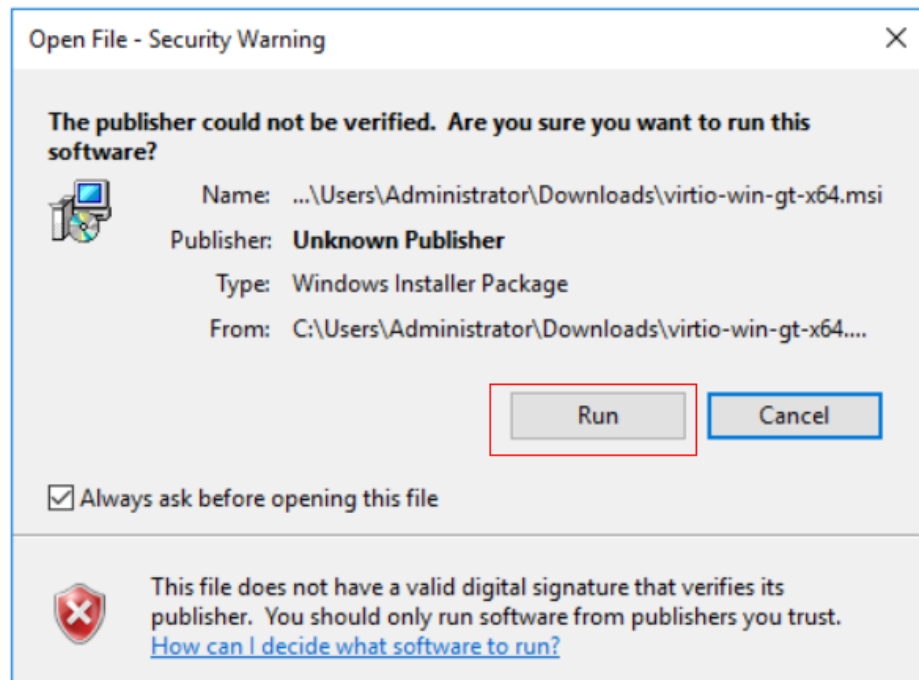 Open File - Security Warning
The publisher could not be verified. Are you sure you want to run this
software?
Name: ...\Users\Administrator\Downloads\virtio-win-gt-x64.msi
Publisher: Unknown Publisher
Type: Windows Installer Package
From: C:\Users\Administrator\Downloads\virtio-win-gt-x64....
Run Cancel
Always ask before opening this file
This file does not have a valid digital signature that verifies its
publisher. You should only run software from publishers you trust.
How can I decide what software to run?